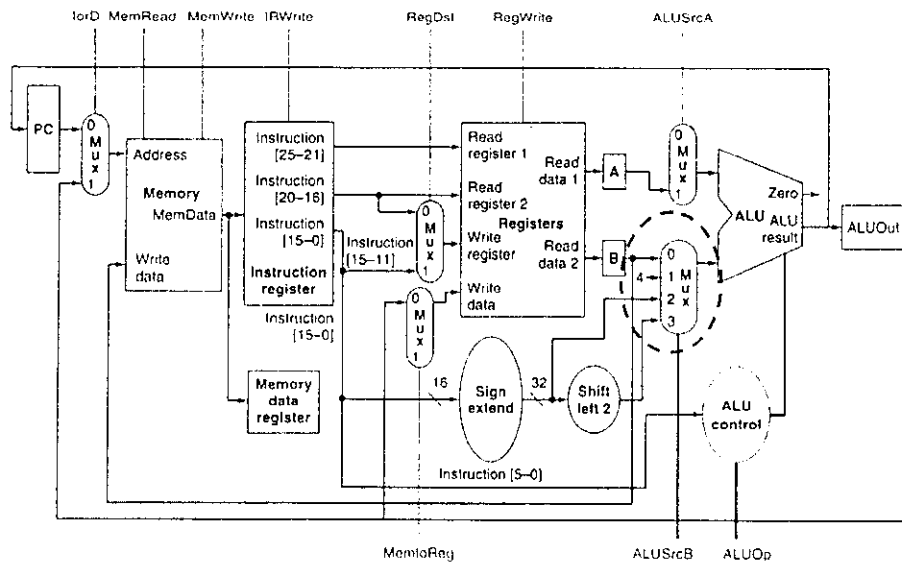 IorD MemRead MemWrite IRWrite RegDst RegWrite ALUSrcA
PC
0
M
u
x
1
Address
Memory
MemData
Write
data
Instruction
[25–21]
Instruction
[20–16]
Instruction
[15–0]
Instruction
register
Instruction
[15–0]
Memory
data
register
Instruction
[15–11]
0
M
u
x
1
0
M
u
x
1
Read
register 1
Read
register 2
Registers
Write
register
Write
data
Read
data 1
Read
data 2
A
B
4
0
M
u
x
1
0
1 M
u
2 x
3
Zero
ALU
ALU
result
ALUOut
16
Sign
extend
32
Shift
left 2
ALU
control
Instruction [5–0]
MemtoReg ALUSrcB ALUOp